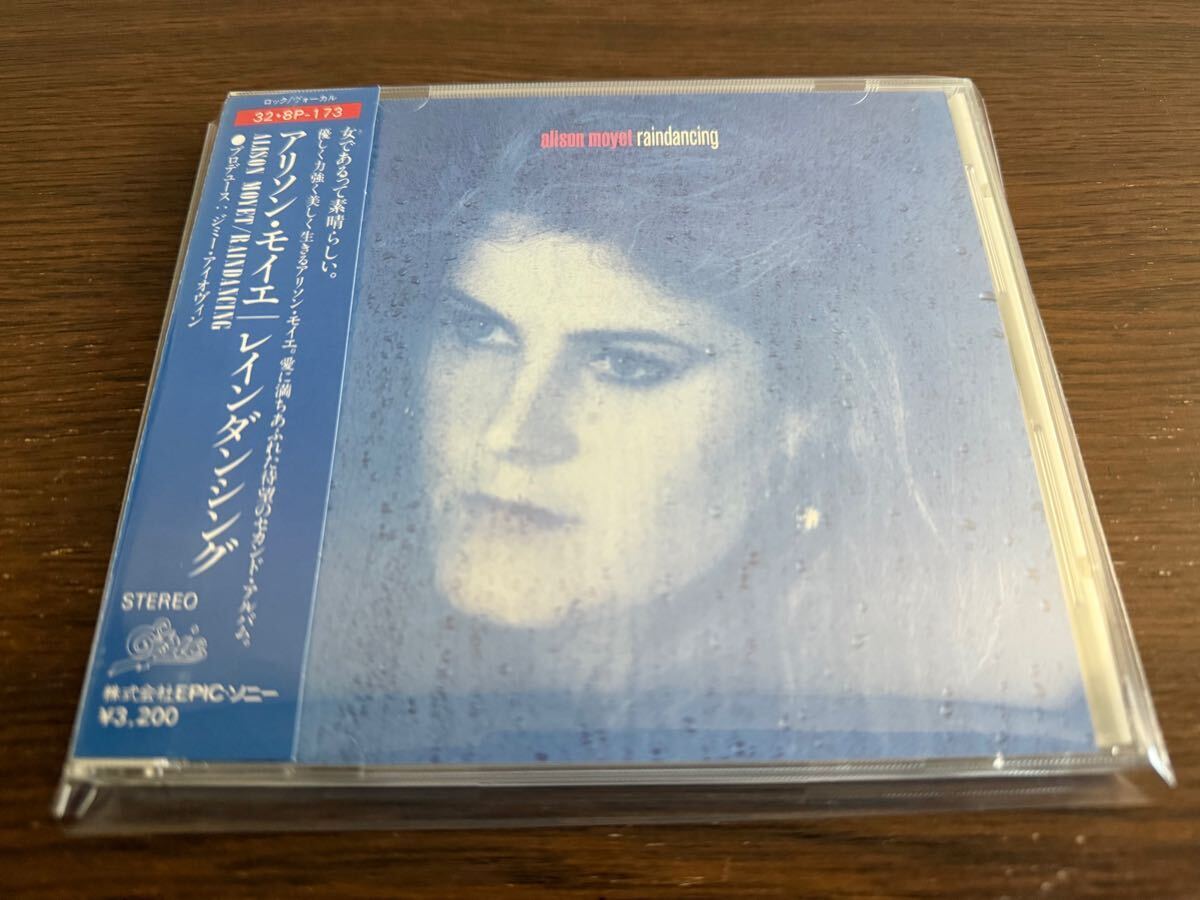 ロック/ヴォーカル
32・8P-173
女であるって素晴らしい。
優しく力強く美しく生きるアリソン・モイエ。愛に満ちあふれた待望のセカンド・アルバム。
アリソン・モイエ/レインダンシング
ALISON MOYET/RAINDANCING
●プロデュース:ジミー・アイオヴィン
STEREO
Epic
株式会社EPIC・ソニー
¥3,200
alison moyet raindancing